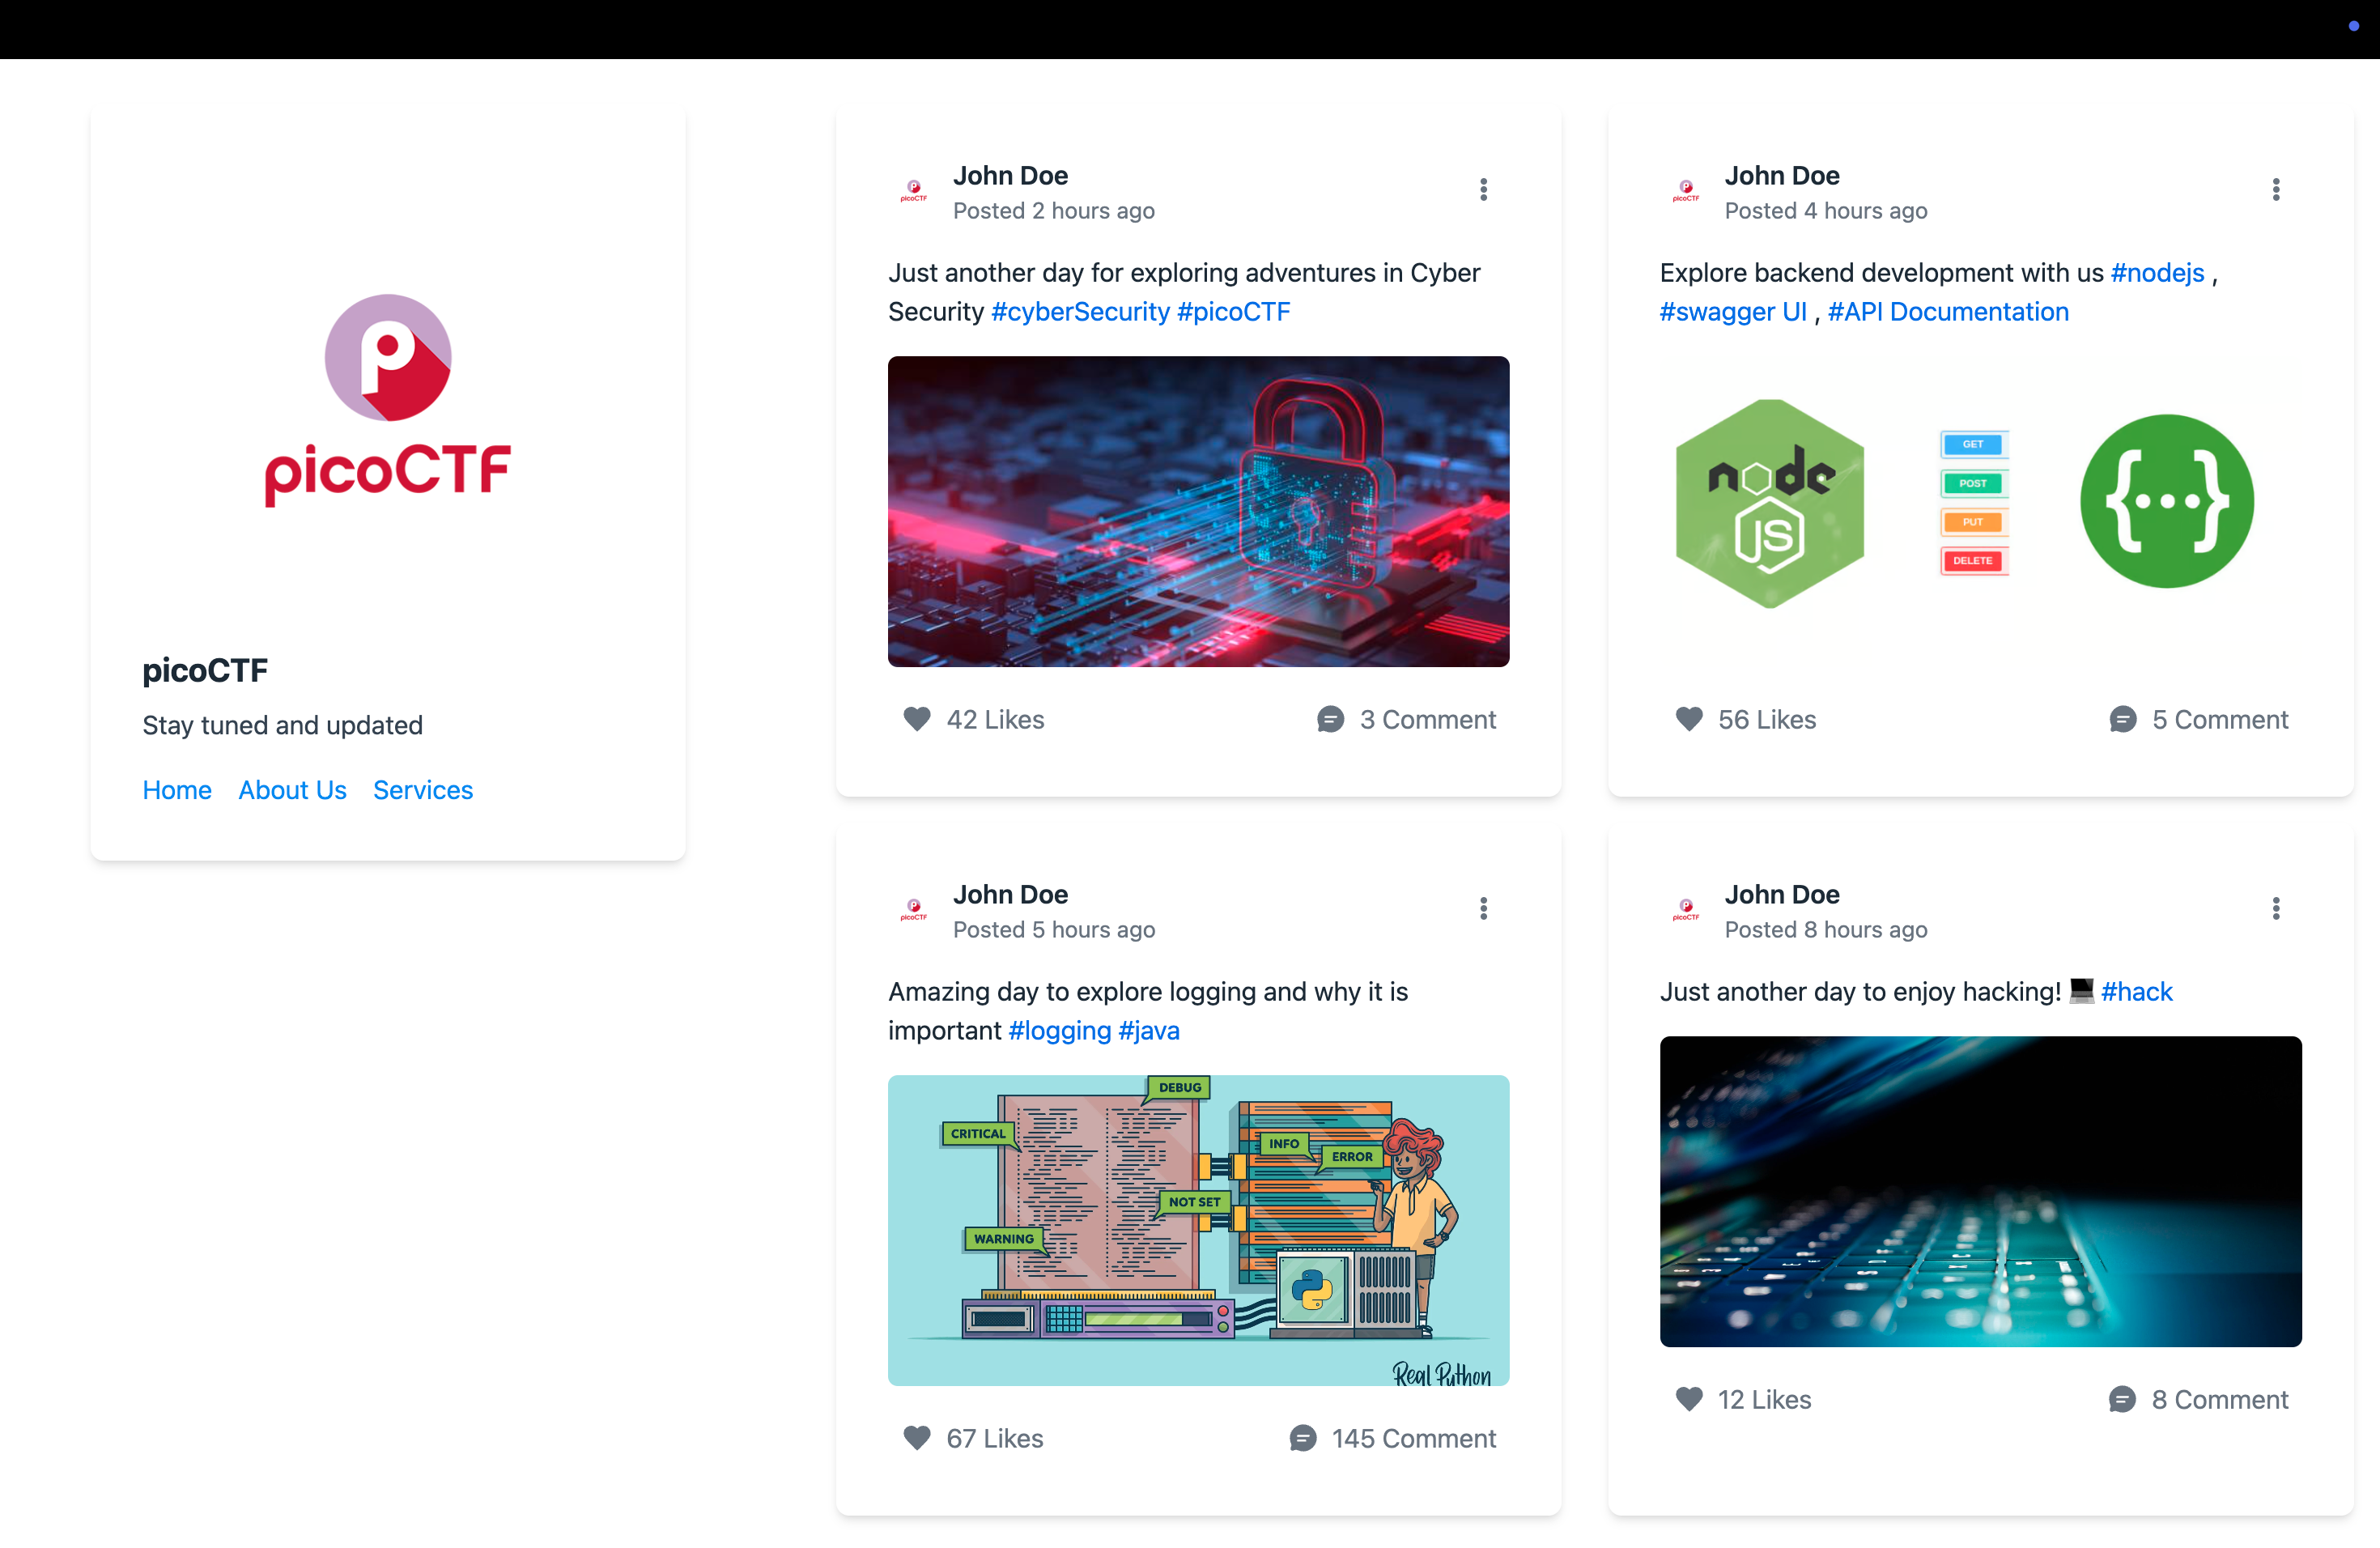 picoCTF
picoCTF
Stay tuned and updated
Home About Us Services
picoCTF
John Doe
Posted 2 hours ago
Just another day for exploring adventures in Cyber
Security #cyberSecurity #picoCTF
42 Likes
3 Comment
picoCTF
John Doe
Posted 4 hours ago
Explore backend development with us #nodejs ,
#swagger UI , #API Documentation
node
JS
GET
POST
PUT
DELETE
{...}
56 Likes
5 Comment
picoCTF
John Doe
Posted 5 hours ago
Amazing day to explore logging and why it is
important #logging #java
DEBUG
CRITICAL
INFO
ERROR
NOT SET
WARNING
Real Python
67 Likes
145 Comment
picoCTF
John Doe
Posted 8 hours ago
Just another day to enjoy hacking! 💻 #hack
12 Likes
8 Comment